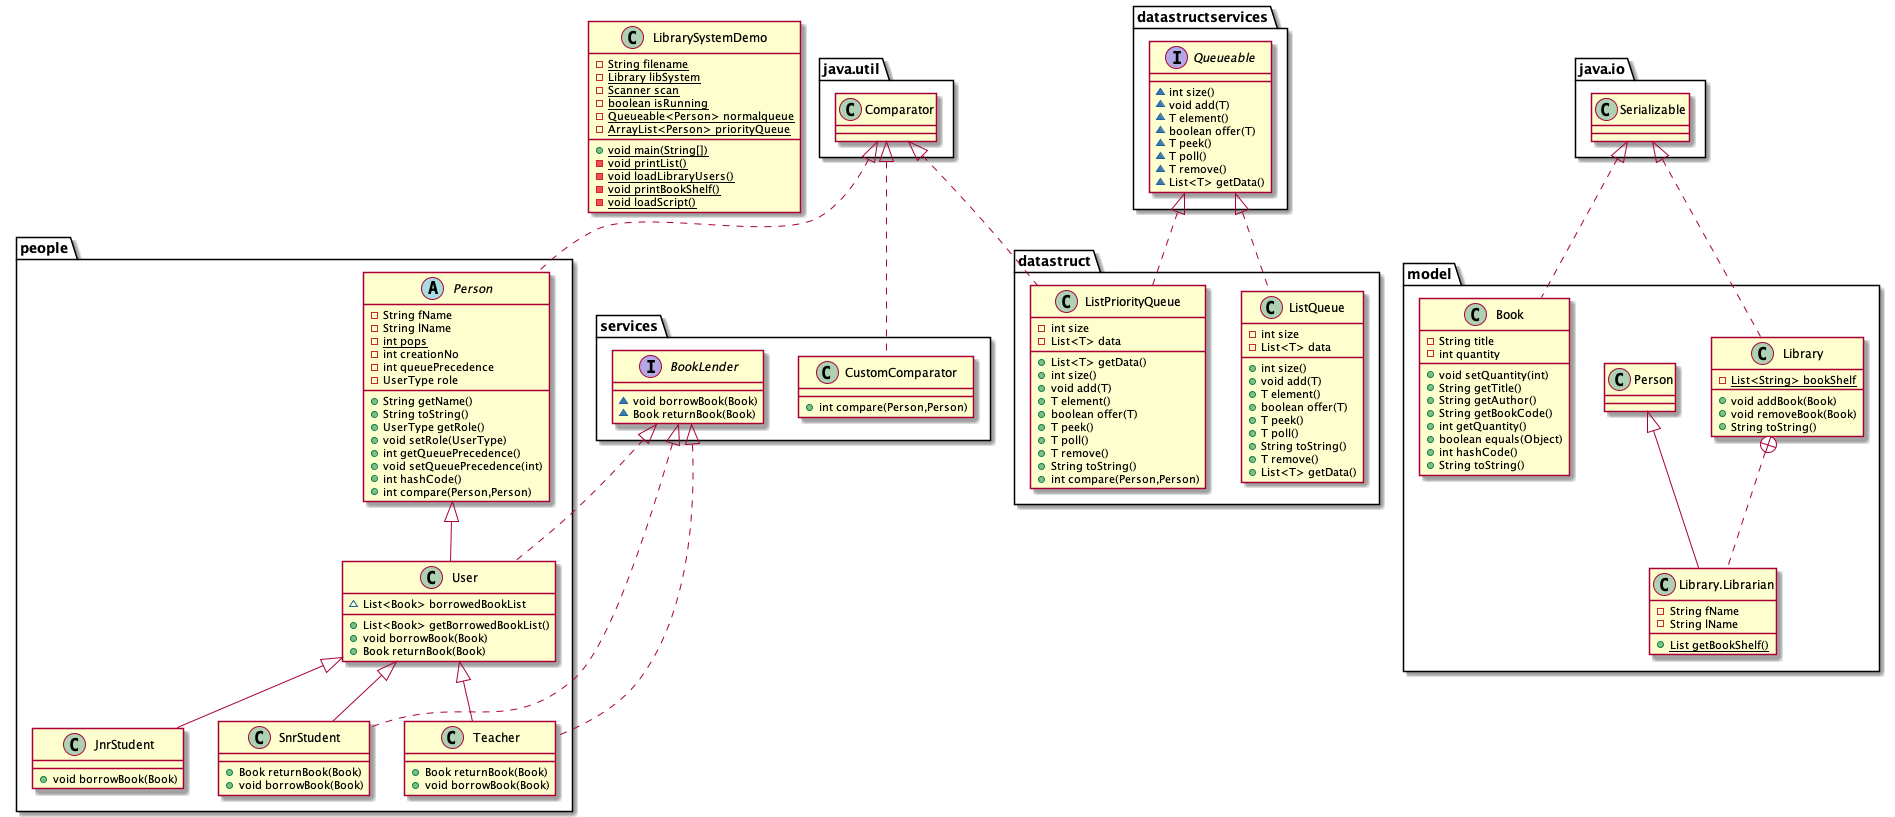 LibrarySystemDemo
String filename
Library libSystem
Scanner scan
boolean isRunning
Queueable<Person> normalqueue
ArrayList<Person> priorityQueue
void main(String[])
void printList()
void loadLibraryUsers()
void printBookShelf()
void loadScript()
java.util
C Comparator
datastructservices
I Queueable
int size()
void add(T)
T element()
boolean offer(T)
T peek()
T poll()
T remove()
List<T> getData()
java.io
C Serializable
people
A Person
String fName
String lName
int pops
int creationNo
int queuePrecedence
UserType role
String getName()
String toString()
UserType getRole()
void setRole(UserType)
int getQueuePrecedence()
void setQueuePrecedence(int)
int hashCode()
int compare(Person,Person)
C User
List<Book> borrowedBookList
List<Book> getBorrowedBookList()
void borrowBook(Book)
Book returnBook(Book)
C JnrStudent
void borrowBook(Book)
C SnrStudent
Book returnBook(Book)
void borrowBook(Book)
C Teacher
Book returnBook(Book)
void borrowBook(Book)
services
I BookLender
void borrowBook(Book)
Book returnBook(Book)
C CustomComparator
int compare(Person,Person)
datastruct
C ListPriorityQueue
int size
List<T> data
List<T> getData()
int size()
void add(T)
T element()
boolean offer(T)
T peek()
T poll()
T remove()
String toString()
int compare(Person,Person)
C ListQueue
int size
List<T> data
int size()
void add(T)
T element()
boolean offer(T)
T peek()
T poll()
String toString()
T remove()
List<T> getData()
model
C Book
String title
int quantity
void setQuantity(int)
String getTitle()
String getAuthor()
String getBookCode()
int getQuantity()
boolean equals(Object)
int hashCode()
String toString()
C Person
C Library
List<String> bookShelf
void addBook(Book)
void removeBook(Book)
String toString()
C Library.Librarian
String fName
String lName
List getBookShelf()